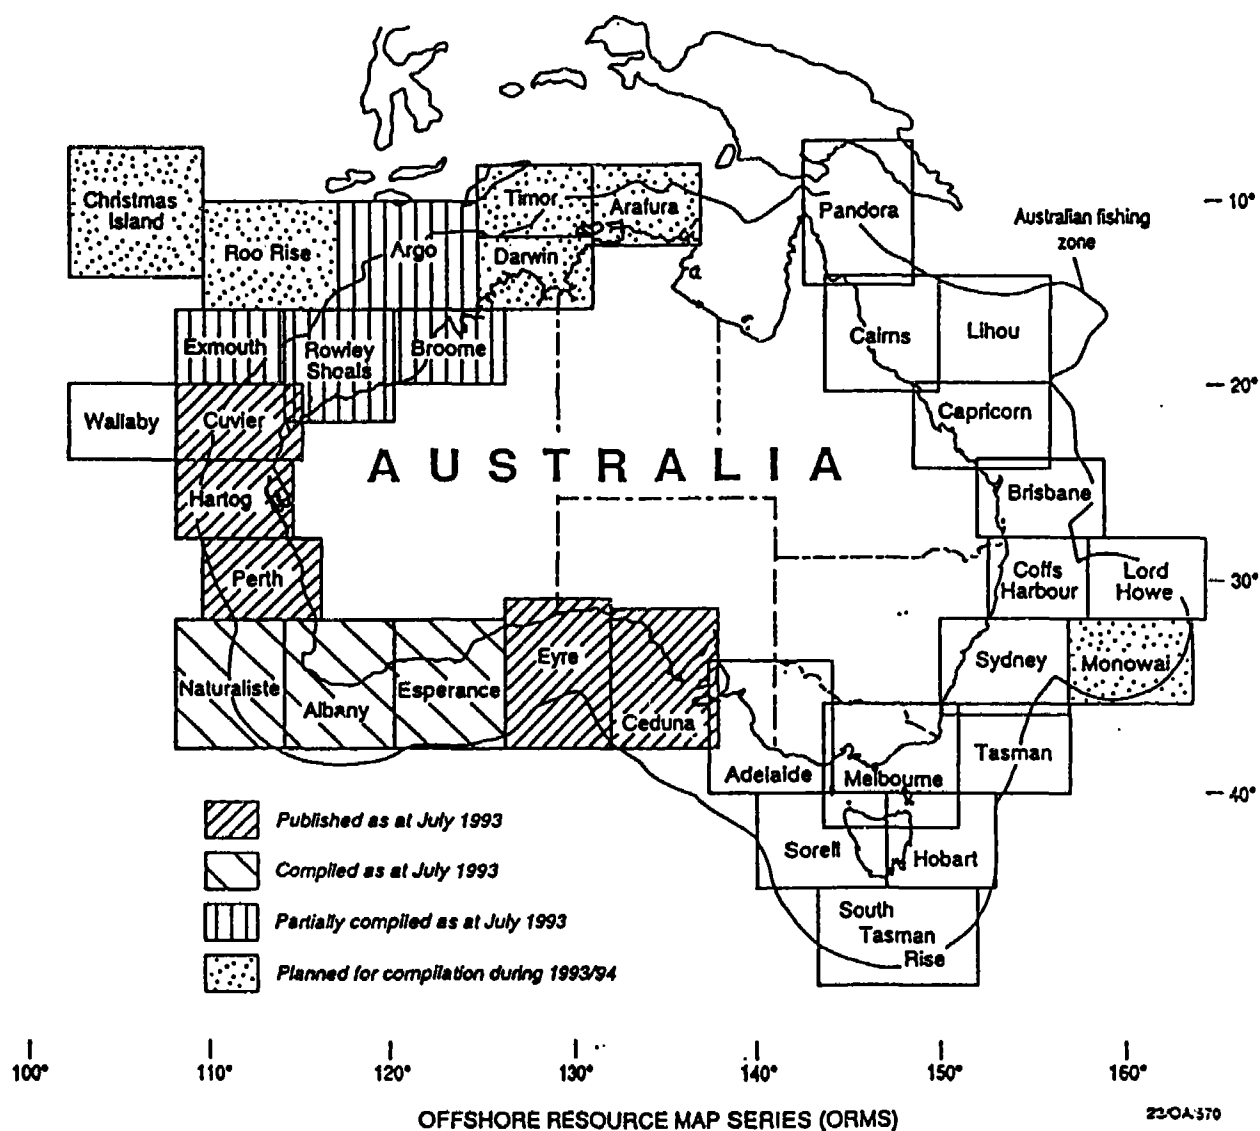 Christmas
Island
Roo Rise
Argo
Timor
Arafura
Darwin
Pandora
Australian fishing
zone
10°
Exmouth
Rowley
Shoals
Broome
Cairns
Lihou
20°
Wallaby
Cuvier
Capricorn
AUSTRALIA
Hartog
Brisbane
Perth
Coffs
Harbour
Lord
Howe
30°
Naturaliste
Albany
Esperance
Eyre
Ceduna
Sydney
Monowai
Adelaide
Melbourne
Tasman
40°
Sorell
Hobart
South
Tasman
Rise
Published as at July 1993
Compiled as at July 1993
Partially compiled as at July 1993
Planned for compilation during 1993/94
100°
110°
120°
130°
140°
150°
160°
OFFSHORE RESOURCE MAP SERIES (ORMS)